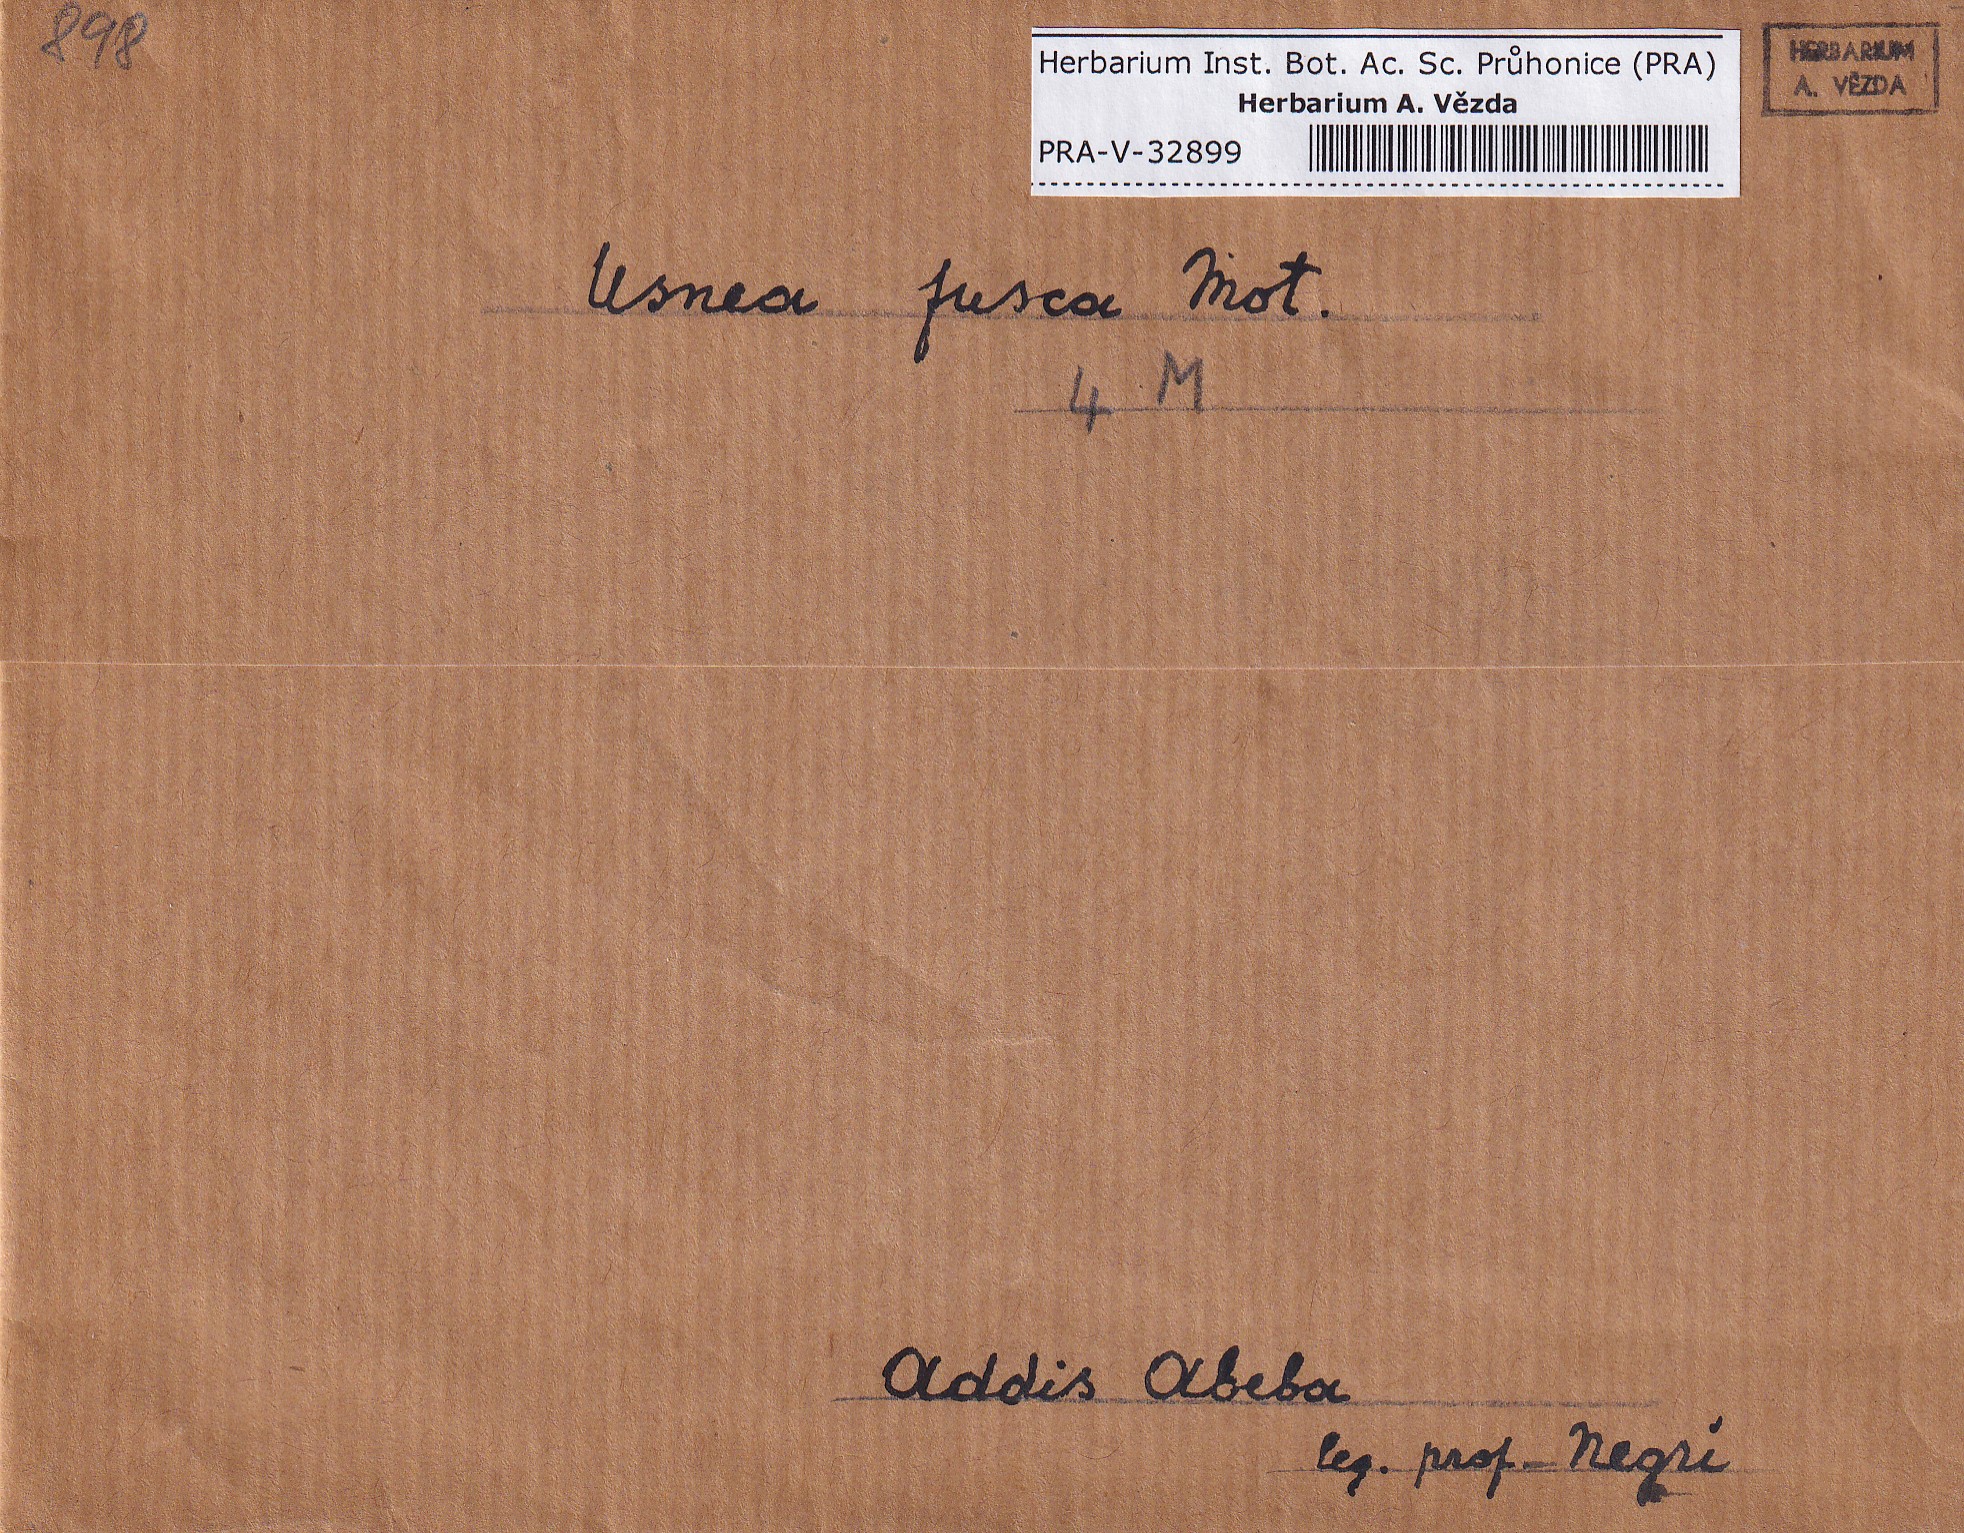 898
Herbarium Inst. Bot. Ac. Sc. Průhonice (PRA)
Herbarium A. Vězda
PRA-V-32899
HERBARIUM
A. VĚZDA
Usnea fusca Mot.
4 M
Addis Abeba
leg. prof. Negri